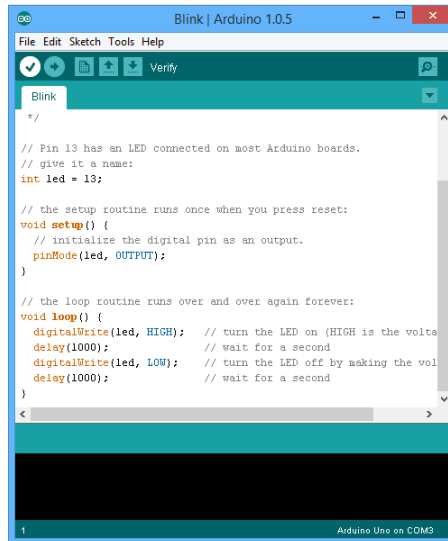 Blink | Arduino 1.0.5
File Edit Sketch Tools Help
Verify
Blink
*/
// Pin 13 has an LED connected on most Arduino boards.
// give it a name:
int led = 13;
// the setup routine runs once when you press reset:
void setup() {
// initialize the digital pin as an output.
pinMode(led, OUTPUT);
}
// the loop routine runs over and over again forever:
void loop() {
digitalWrite(led, HIGH); // turn the LED on (HIGH is the volta
delay(1000); // wait for a second
digitalWrite(led, LOW); // turn the LED off by making the vol
delay(1000); // wait for a second
}
1 Arduino Uno on COM3